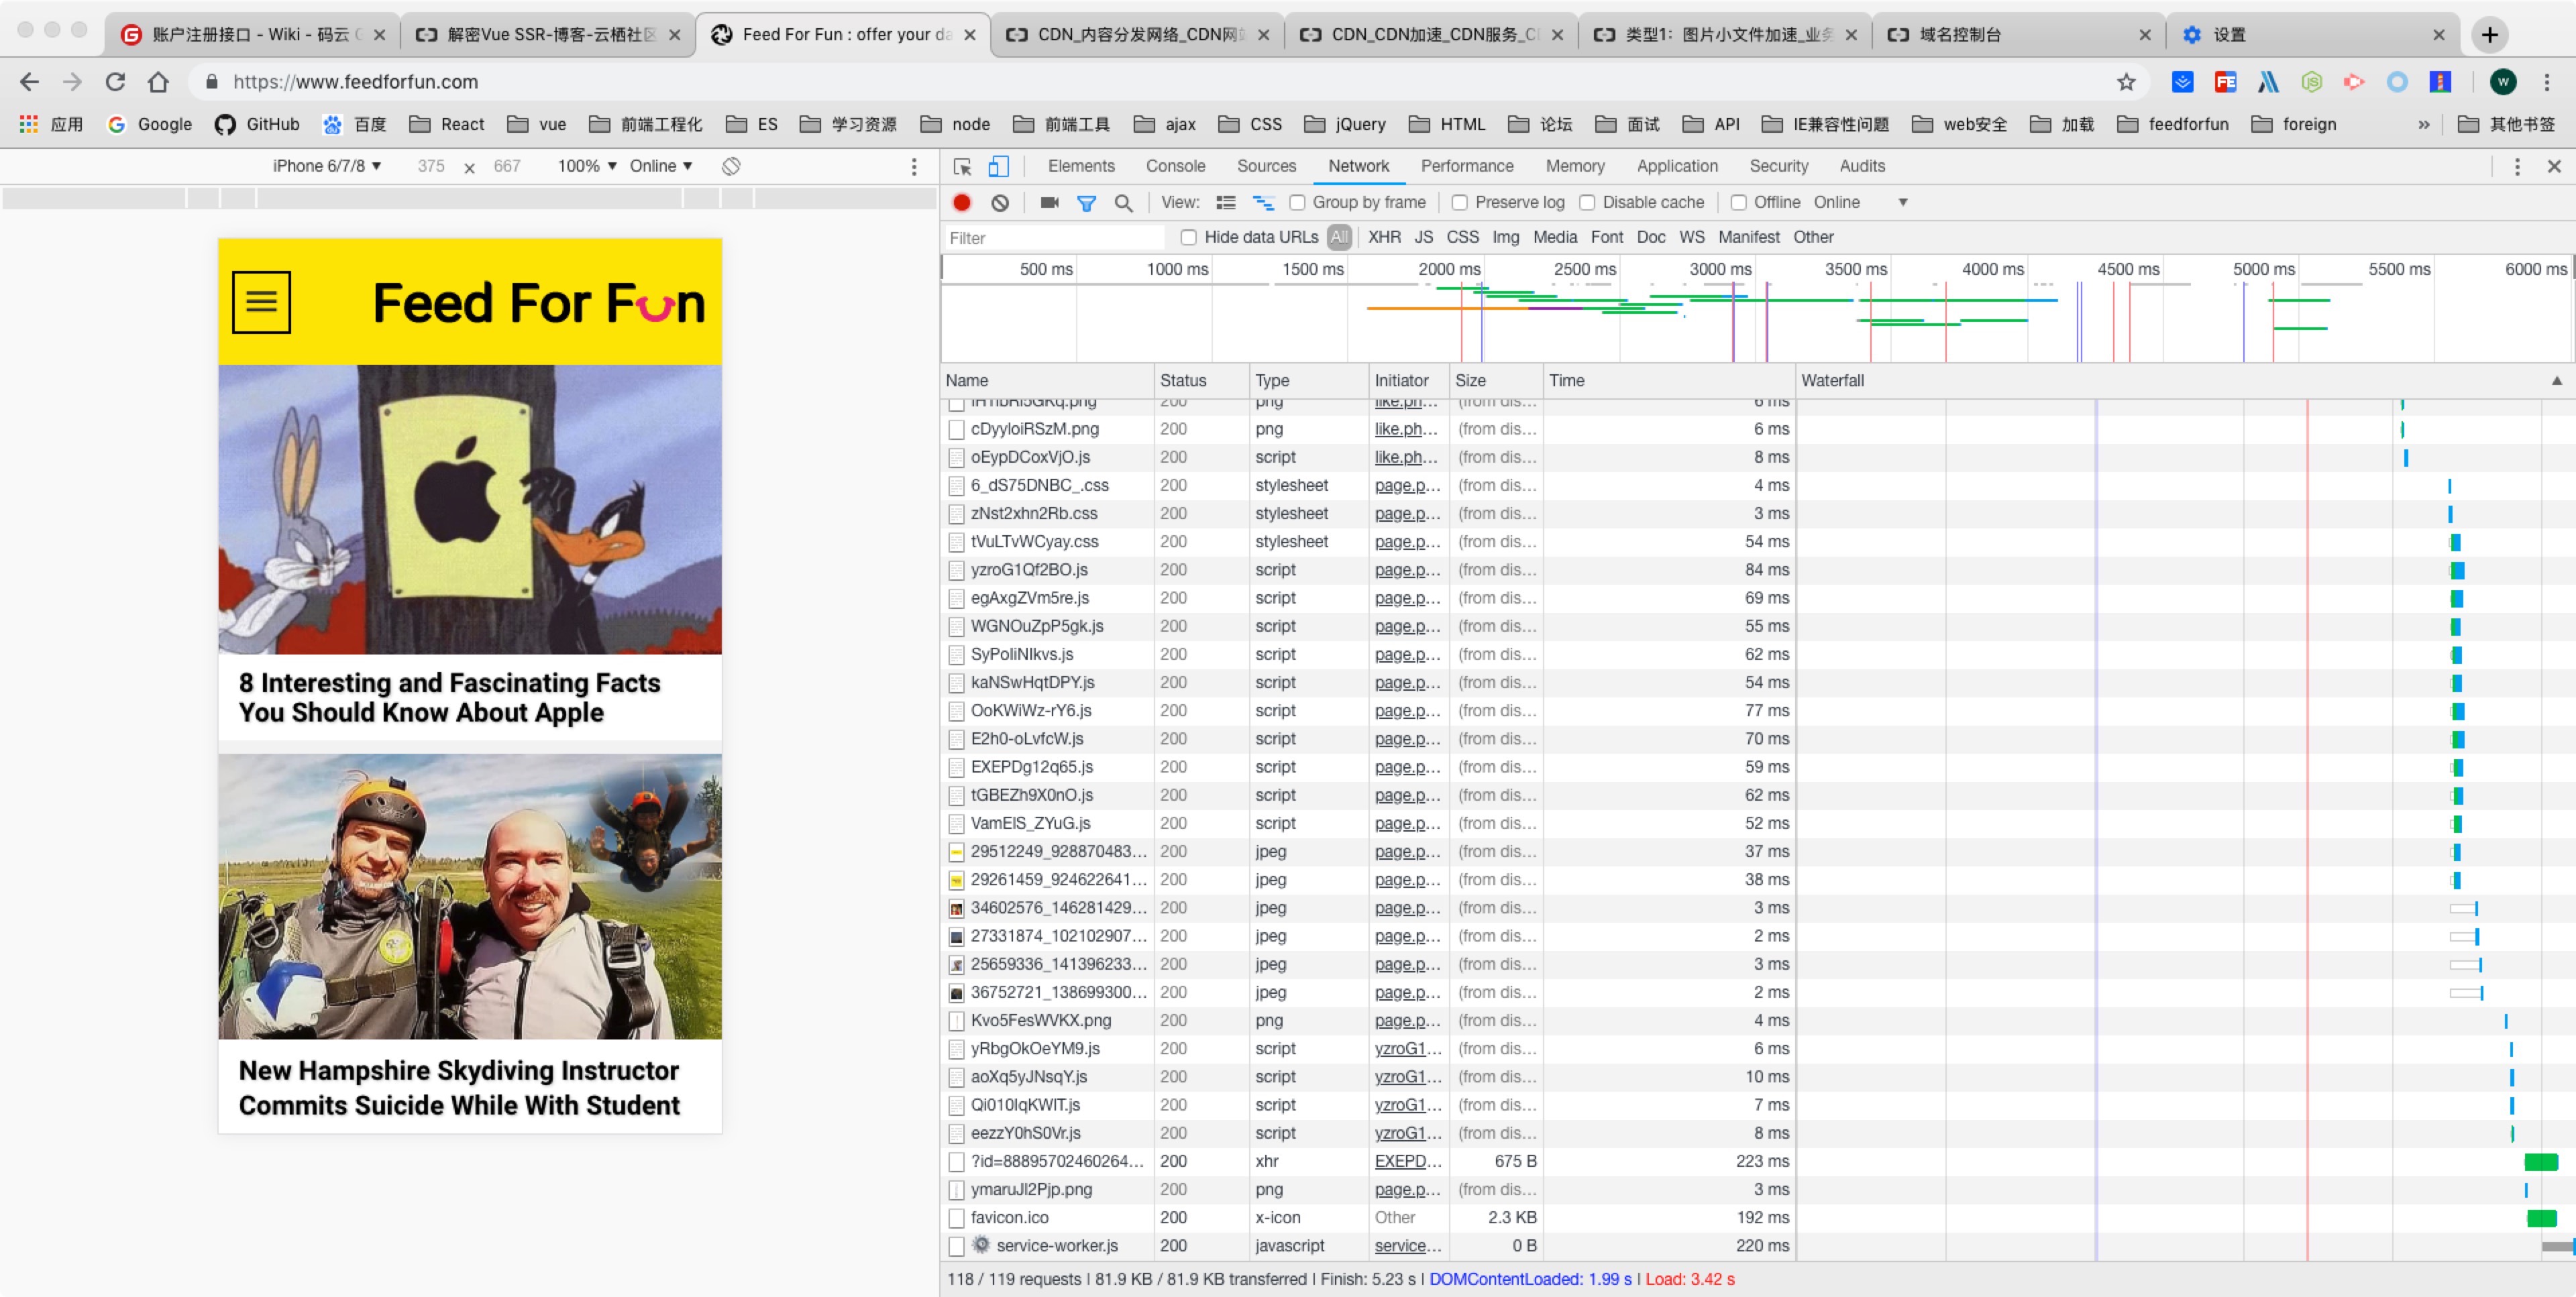 账户注册接口 - Wiki - 码云
解密Vue SSR-博客-云栖社区
Feed For Fun : offer your da
CDN_内容分发网络_CDN网
CDN_CDN加速_CDN服务_C
类型1：图片小文件加速_业务
域名控制台
设置
https://www.feedforfun.com
W
应用 Google GitHub 百度 React vue 前端工程化 ES 学习资源 node 前端工具 ajax CSS jQuery HTML 论坛 面试 API IE兼容性问题 web安全 加载 feedforfun foreign » 其他书签
iPhone 6/7/8 ▼ 375 x 667 100% ▼ Online ▼
Feed For Fun
8 Interesting and Fascinating Facts
You Should Know About Apple
New Hampshire Skydiving Instructor
Commits Suicide While With Student
Elements Console Sources Network Performance Memory Application Security Audits
View: Group by frame Preserve log Disable cache Offline Online ▼
Filter Hide data URLs All XHR JS CSS Img Media Font Doc WS Manifest Other
500 ms 1000 ms 1500 ms 2000 ms 2500 ms 3000 ms 3500 ms 4000 ms 4500 ms 5000 ms 5500 ms 6000 ms
Name Status Type Initiator Size Time Waterfall ▲
200 png like.ph... (from dis... 6 ms
cDyyloiRSzM.png 200 png like.ph... (from dis... 6 ms
oEypDCoxVjO.js 200 script like.ph... (from dis... 8 ms
6_dS75DNBC_.css 200 stylesheet page.p... (from dis... 4 ms
zNst2xhn2Rb.css 200 stylesheet page.p... (from dis... 3 ms
tVuLTvWCyay.css 200 stylesheet page.p... (from dis... 54 ms
yzroG1Qf2BO.js 200 script page.p... (from dis... 84 ms
egAxgZVm5re.js 200 script page.p... (from dis... 69 ms
WGNOuZpP5gk.js 200 script page.p... (from dis... 55 ms
SyPoliNIkvs.js 200 script page.p... (from dis... 62 ms
kaNSwHqtDPY.js 200 script page.p... (from dis... 54 ms
OoKWiWz-rY6.js 200 script page.p... (from dis... 77 ms
E2h0-oLvfcW.js 200 script page.p... (from dis... 70 ms
EXEPDg12q65.js 200 script page.p... (from dis... 59 ms
tGBEZh9X0nO.js 200 script page.p... (from dis... 62 ms
VamElS_ZYuG.js 200 script page.p... (from dis... 52 ms
29512249_928870483... 200 jpeg page.p... (from dis... 37 ms
29261459_924622641... 200 jpeg page.p... (from dis... 38 ms
34602576_146281429... 200 jpeg page.p... (from dis... 3 ms
27331874_102102907... 200 jpeg page.p... (from dis... 2 ms
25659336_141396233... 200 jpeg page.p... (from dis... 3 ms
36752721_138699300... 200 jpeg page.p... (from dis... 2 ms
Kvo5FesWVKX.png 200 png page.p... (from dis... 4 ms
yRbgOkOeYM9.js 200 script yzroG1... (from dis... 6 ms
aoXq5yJNsqY.js 200 script yzroG1... (from dis... 10 ms
Qi010IqKWlT.js 200 script yzroG1... (from dis... 7 ms
eezzY0hS0Vr.js 200 script yzroG1... (from dis... 8 ms
?id=88895702460264... 200 xhr EXEPD... 675 B 223 ms
ymaruJl2Pjp.png 200 png page.p... (from dis... 3 ms
favicon.ico 200 x-icon Other 2.3 KB 192 ms
service-worker.js 200 javascript service... 0 B 220 ms
118 / 119 requests | 81.9 KB / 81.9 KB transferred | Finish: 5.23 s | DOMContentLoaded: 1.99 s | Load: 3.42 s